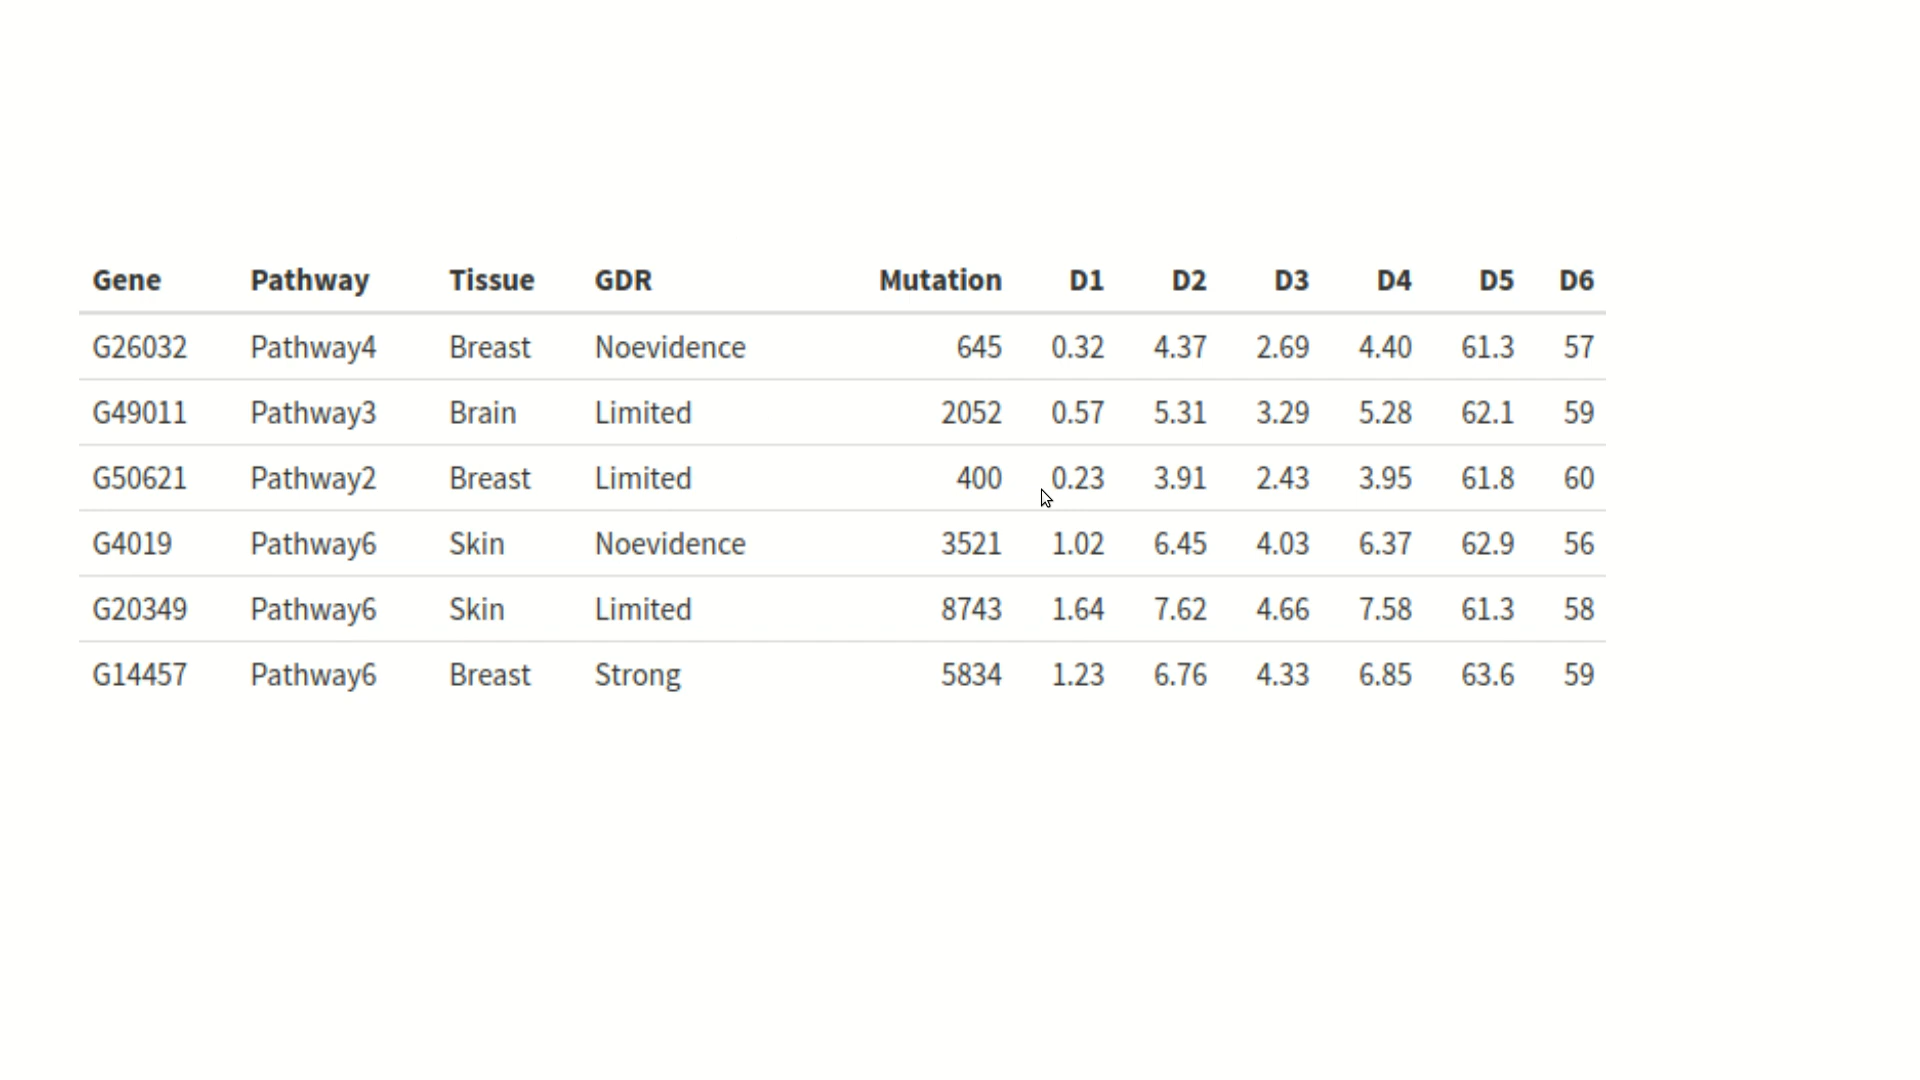 Gene Pathway Tissue GDR Mutation D1 D2 D3 D4 D5 D6
G26032 Pathway4 Breast Noevidence 645 0.32 4.37 2.69 4.40 61.3 57
G49011 Pathway3 Brain Limited 2052 0.57 5.31 3.29 5.28 62.1 59
G50621 Pathway2 Breast Limited 400 0.23 3.91 2.43 3.95 61.8 60
G4019 Pathway6 Skin Noevidence 3521 1.02 6.45 4.03 6.37 62.9 56
G20349 Pathway6 Skin Limited 8743 1.64 7.62 4.66 7.58 61.3 58
G14457 Pathway6 Breast Strong 5834 1.23 6.76 4.33 6.85 63.6 59